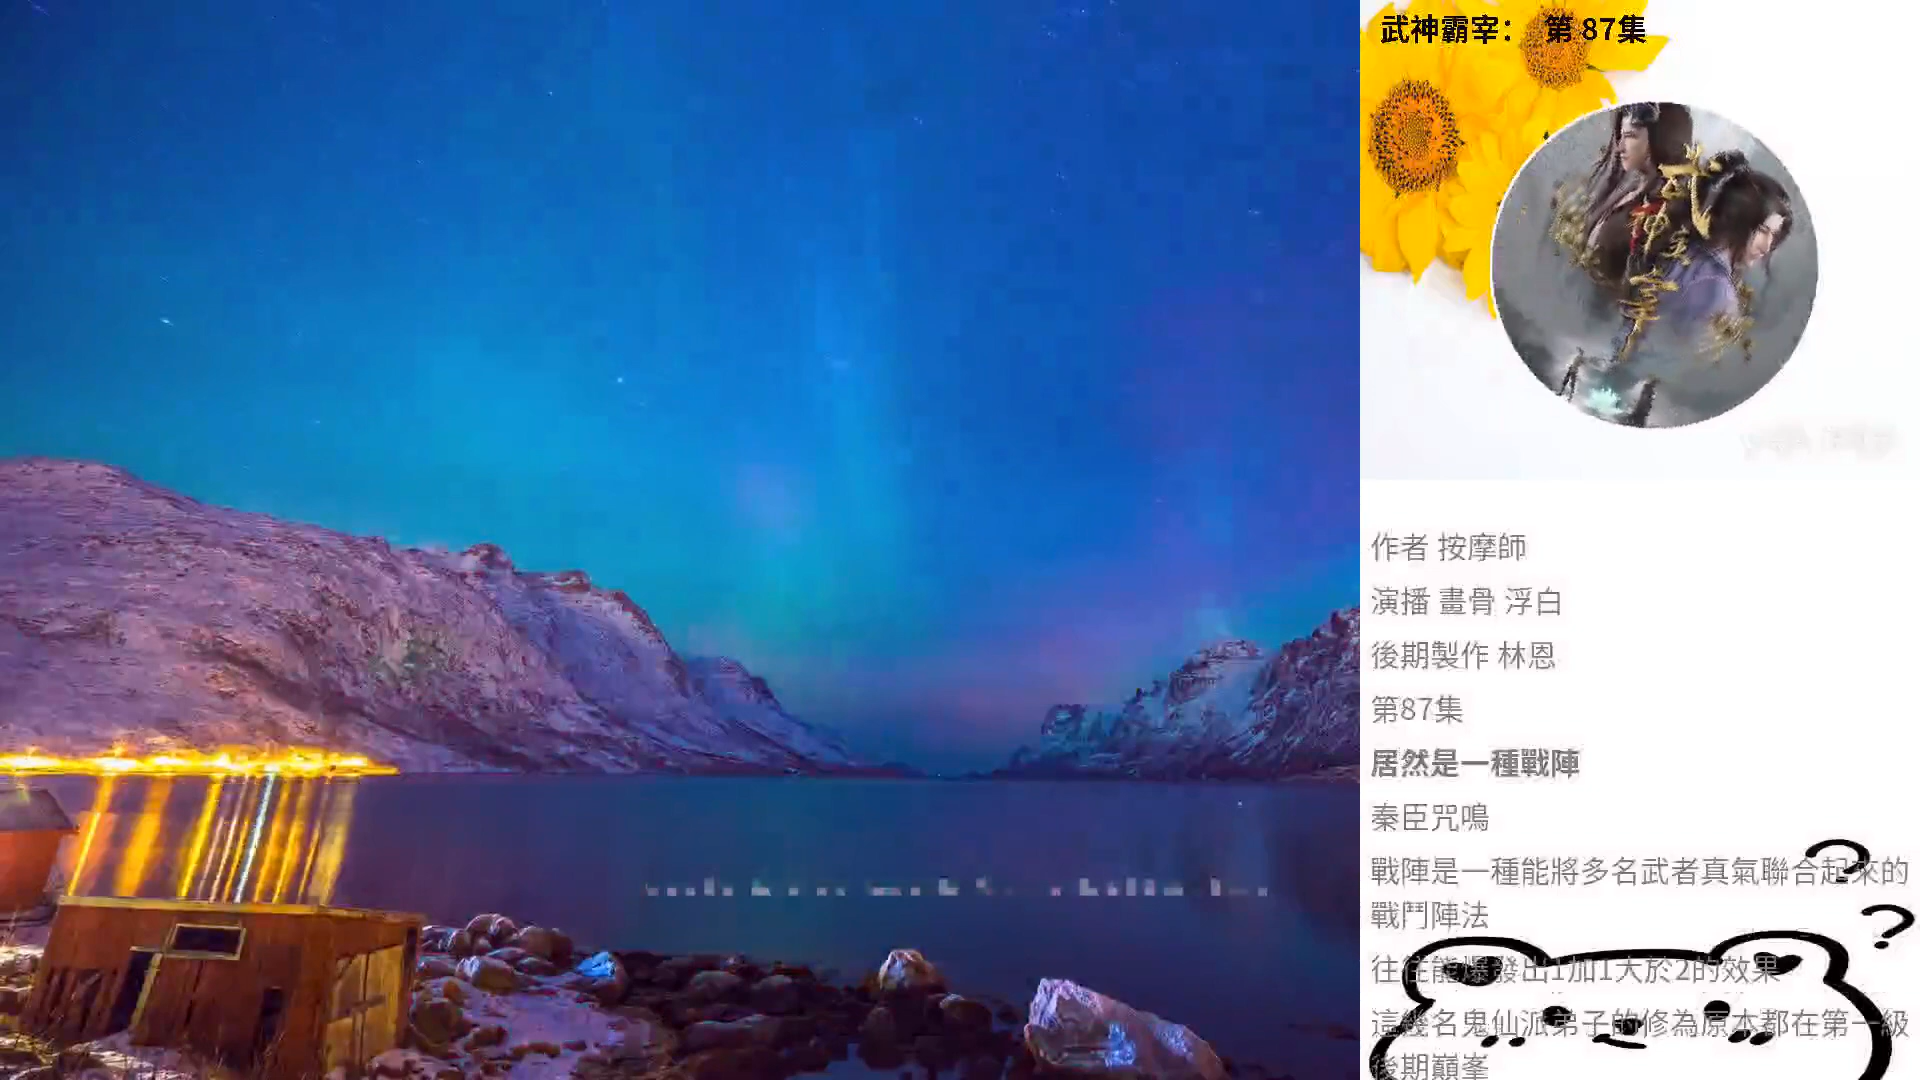 武神霸宰： 第 87集
武神主宰
作者 按摩師
演播 畫骨 浮白
後期製作 林恩
第87集
居然是一種戰陣
秦臣咒鳴
戰陣是一種能將多名武者真氣聯合起來的
戰鬥陣法
往往能爆發出1加1大於2的效果
這幾名鬼仙派弟子的修為原本都在第一級
後期巔峯